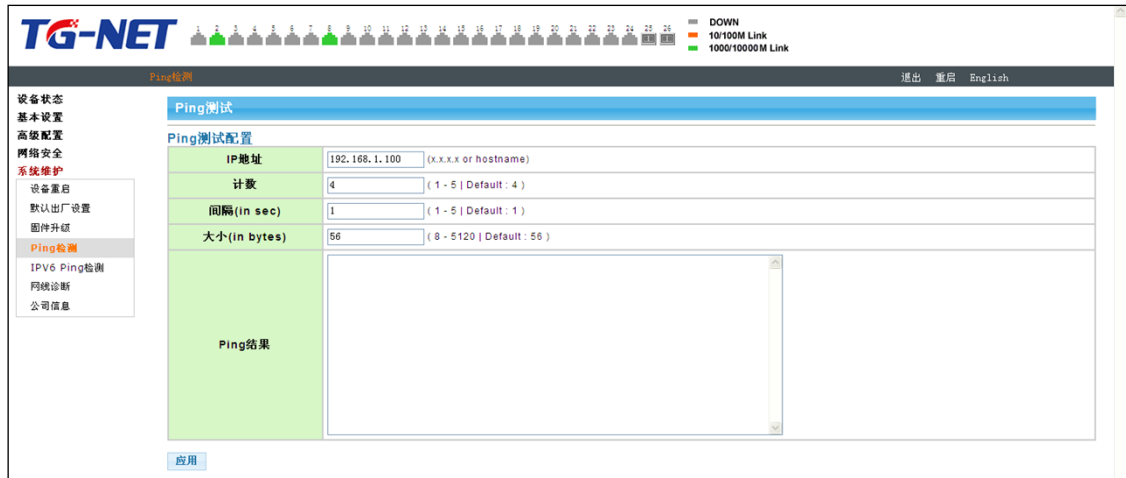 TG-NET
1 2 3 4 5 6 7 8 9 10 11 12 13 14 15 16 17 18 19 20 21 22 23 24 25 26
DOWN
10/100M Link
1000/10000M Link
Ping检测
退出 重启 English
设备状态
基本设置
高级配置
网络安全
系统维护
设备重启
默认出厂设置
固件升级
Ping检测
IPV6 Ping检测
网线诊断
公司信息
Ping测试
Ping测试配置
IP地址 192.168.1.100 (x.x.x.x or hostname)
计数 4 ( 1 - 5 | Default : 4 )
间隔(in sec) 1 ( 1 - 5 | Default : 1 )
大小(in bytes) 56 ( 8 - 5120 | Default : 56 )
Ping结果
应用